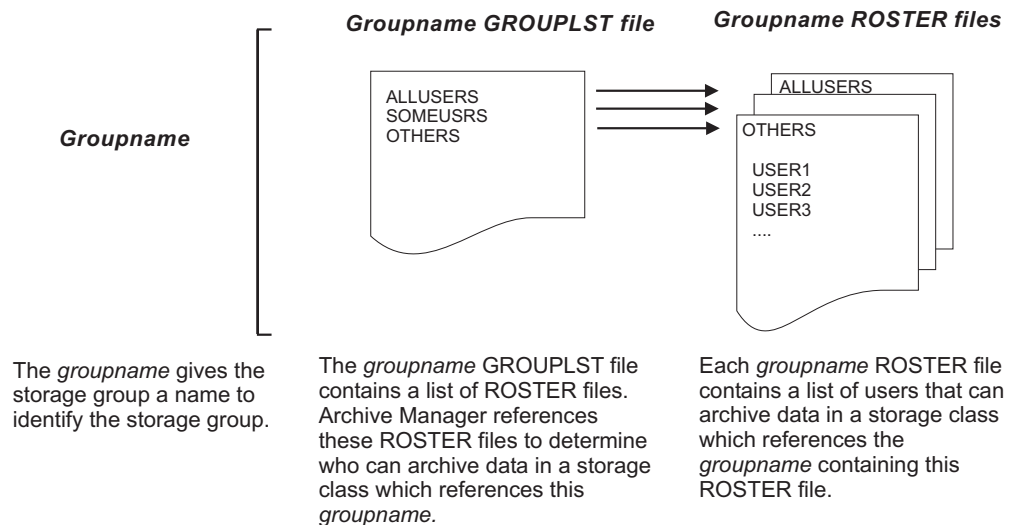 Groupname GROUPLST file
Groupname ROSTER files
Groupname
ALLUSERS
SOMEUSRS
OTHERS
ALLUSERS
OTHERS
USER1
USER2
USER3
....
The groupname gives the
storage group a name to
identify the storage group.
The groupname GROUPLST file
contains a list of ROSTER files.
Archive Manager references
these ROSTER files to determine
who can archive data in a storage
class which references this
groupname.
Each groupname ROSTER file
contains a list of users that can
archive data in a storage class
which references the
groupname containing this
ROSTER file.